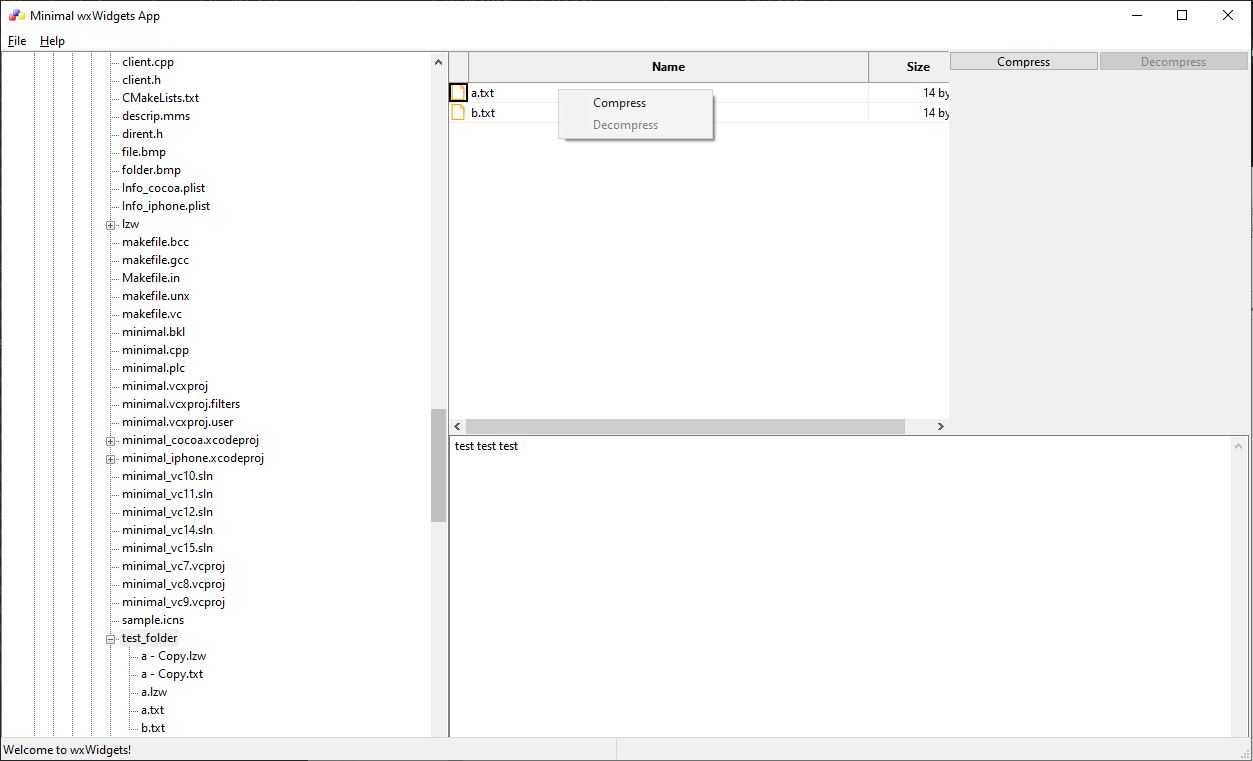 Minimal wxWidgets App
File Help
client.cpp
client.h
CMakeLists.txt
descrip.mms
dirent.h
file.bmp
folder.bmp
Info_cocoa.plist
Info_iphone.plist
lzw
makefile.bcc
makefile.gcc
Makefile.in
makefile.unx
makefile.vc
minimal.bkl
minimal.cpp
minimal.plc
minimal.vcxproj
minimal.vcxproj.filters
minimal.vcxproj.user
minimal_cocoa.xcodeproj
minimal_iphone.xcodeproj
minimal_vc10.sln
minimal_vc11.sln
minimal_vc12.sln
minimal_vc14.sln
minimal_vc15.sln
minimal_vc7.vcproj
minimal_vc8.vcproj
minimal_vc9.vcproj
sample.icns
test_folder
a - Copy.lzw
a - Copy.txt
a.lzw
a.txt
b.txt
Name Size
a.txt 14 by
b.txt 14 by
Compress
Decompress
Compress Decompress
test test test
Welcome to wxWidgets!